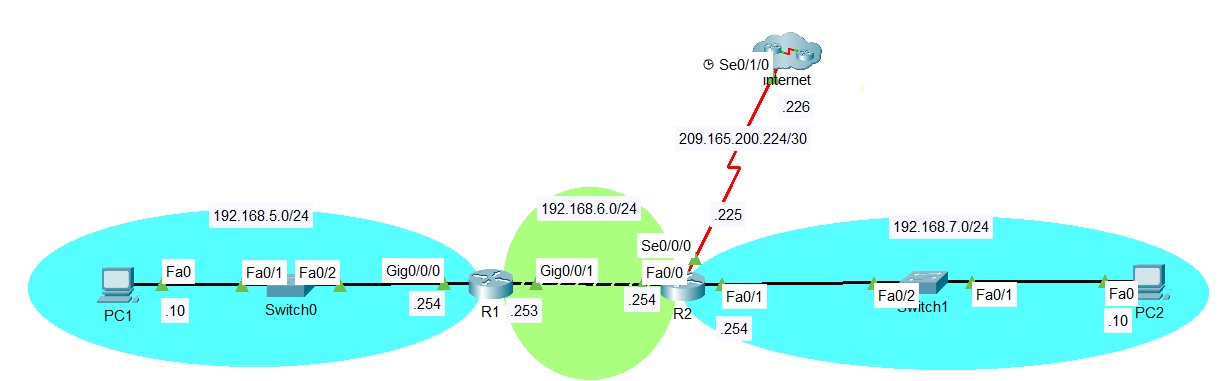 Se0/1/0
internet
.226
209.165.200.224/30
.225
192.168.5.0/24
192.168.6.0/24
192.168.7.0/24
Se0/0/0
Fa0
Fa0/1
Fa0/2
Gig0/0/0
Gig0/0/1
Fa0/0
Fa0/1
Fa0/2
Fa0/1
Fa0
.10
.254
.253
.254
.254
.10
PC1
Switch0
R1
R2
Switch1
PC2